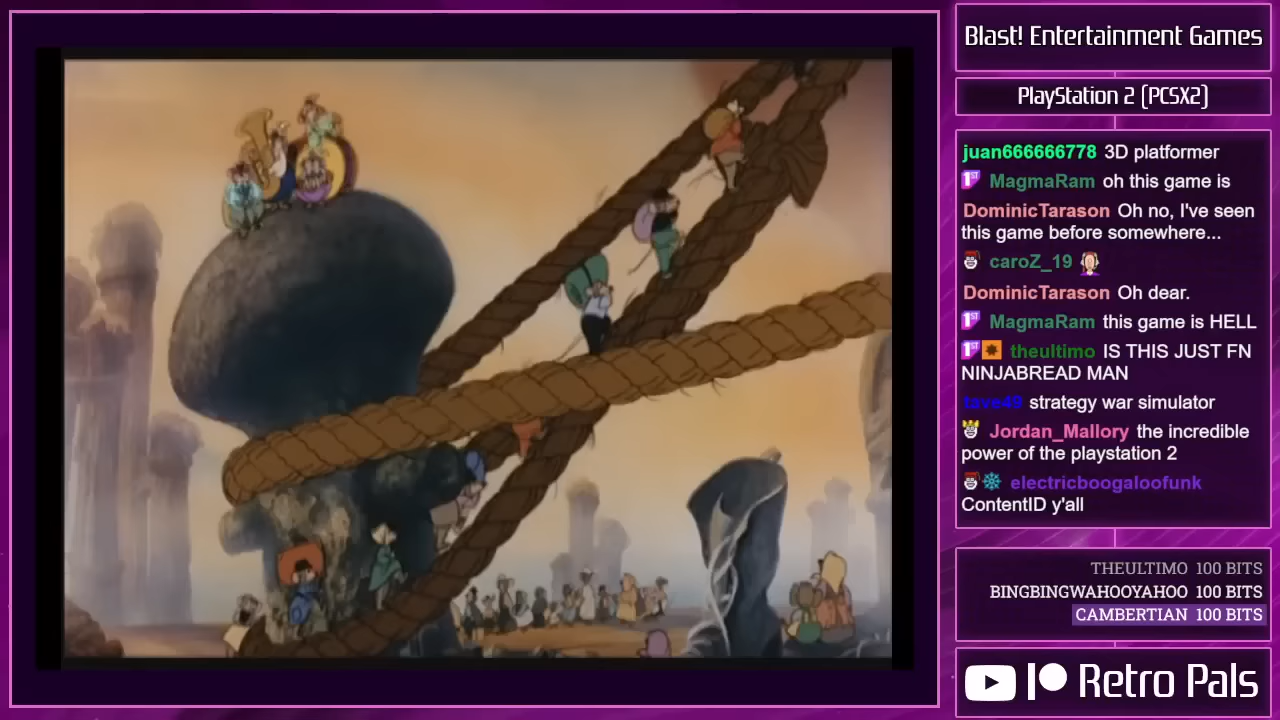 Blast! Entertainment Games
PlayStation 2 (PCSX2)
juan666666778 3D platformer
1ST MagmaRam oh this game is
DominicTarason Oh no, I've seen
this game before somewhere...
caroZ_19
DominicTarason Oh dear.
1ST MagmaRam this game is HELL
1ST theultimo IS THIS JUST FN
NINJABREAD MAN
tave49 strategy war simulator
Jordan_Mallory the incredible
power of the playstation 2
electricboogaloofunk
ContentID y'all
THEULTIMO 100 BITS
BINGBINGWAHOOYAHOO 100 BITS
CAMBERTIAN 100 BITS
Retro Pals